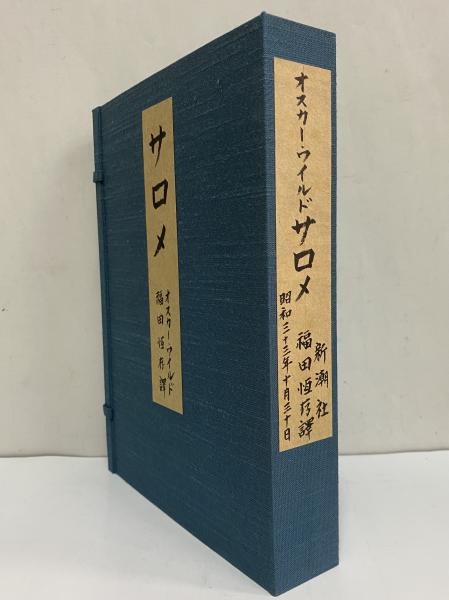 サロメ
オスカー・ワイルド
福田恆存譯
オスカー・ワイルド
サロメ
新潮社
福田恆存譯
昭和三十三年十月三十日